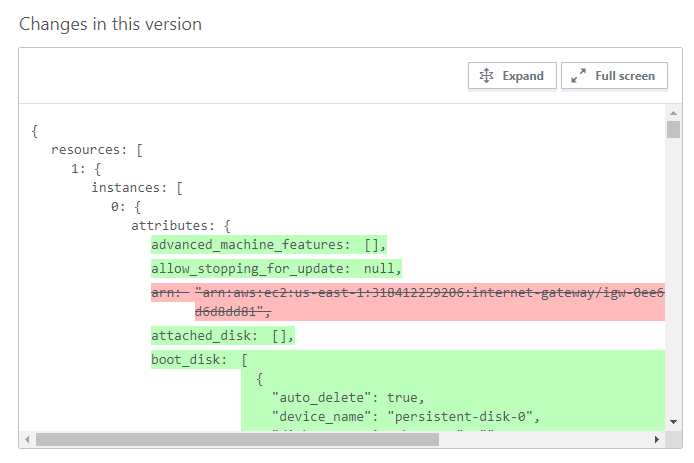 Changes in this version
Expand
Full screen
{
resources: [
1: {
instances: [
0: {
attributes: {
advanced_machine_features: [],
allow_stopping_for_update: null,
arn: "arn:aws:ec2:us-east-1:318412259206:internet-gateway/igw-0ee6
d6d8dd81",
attached_disk: [],
boot_disk: [
{
"auto_delete": true,
"device_name": "persistent-disk-0",